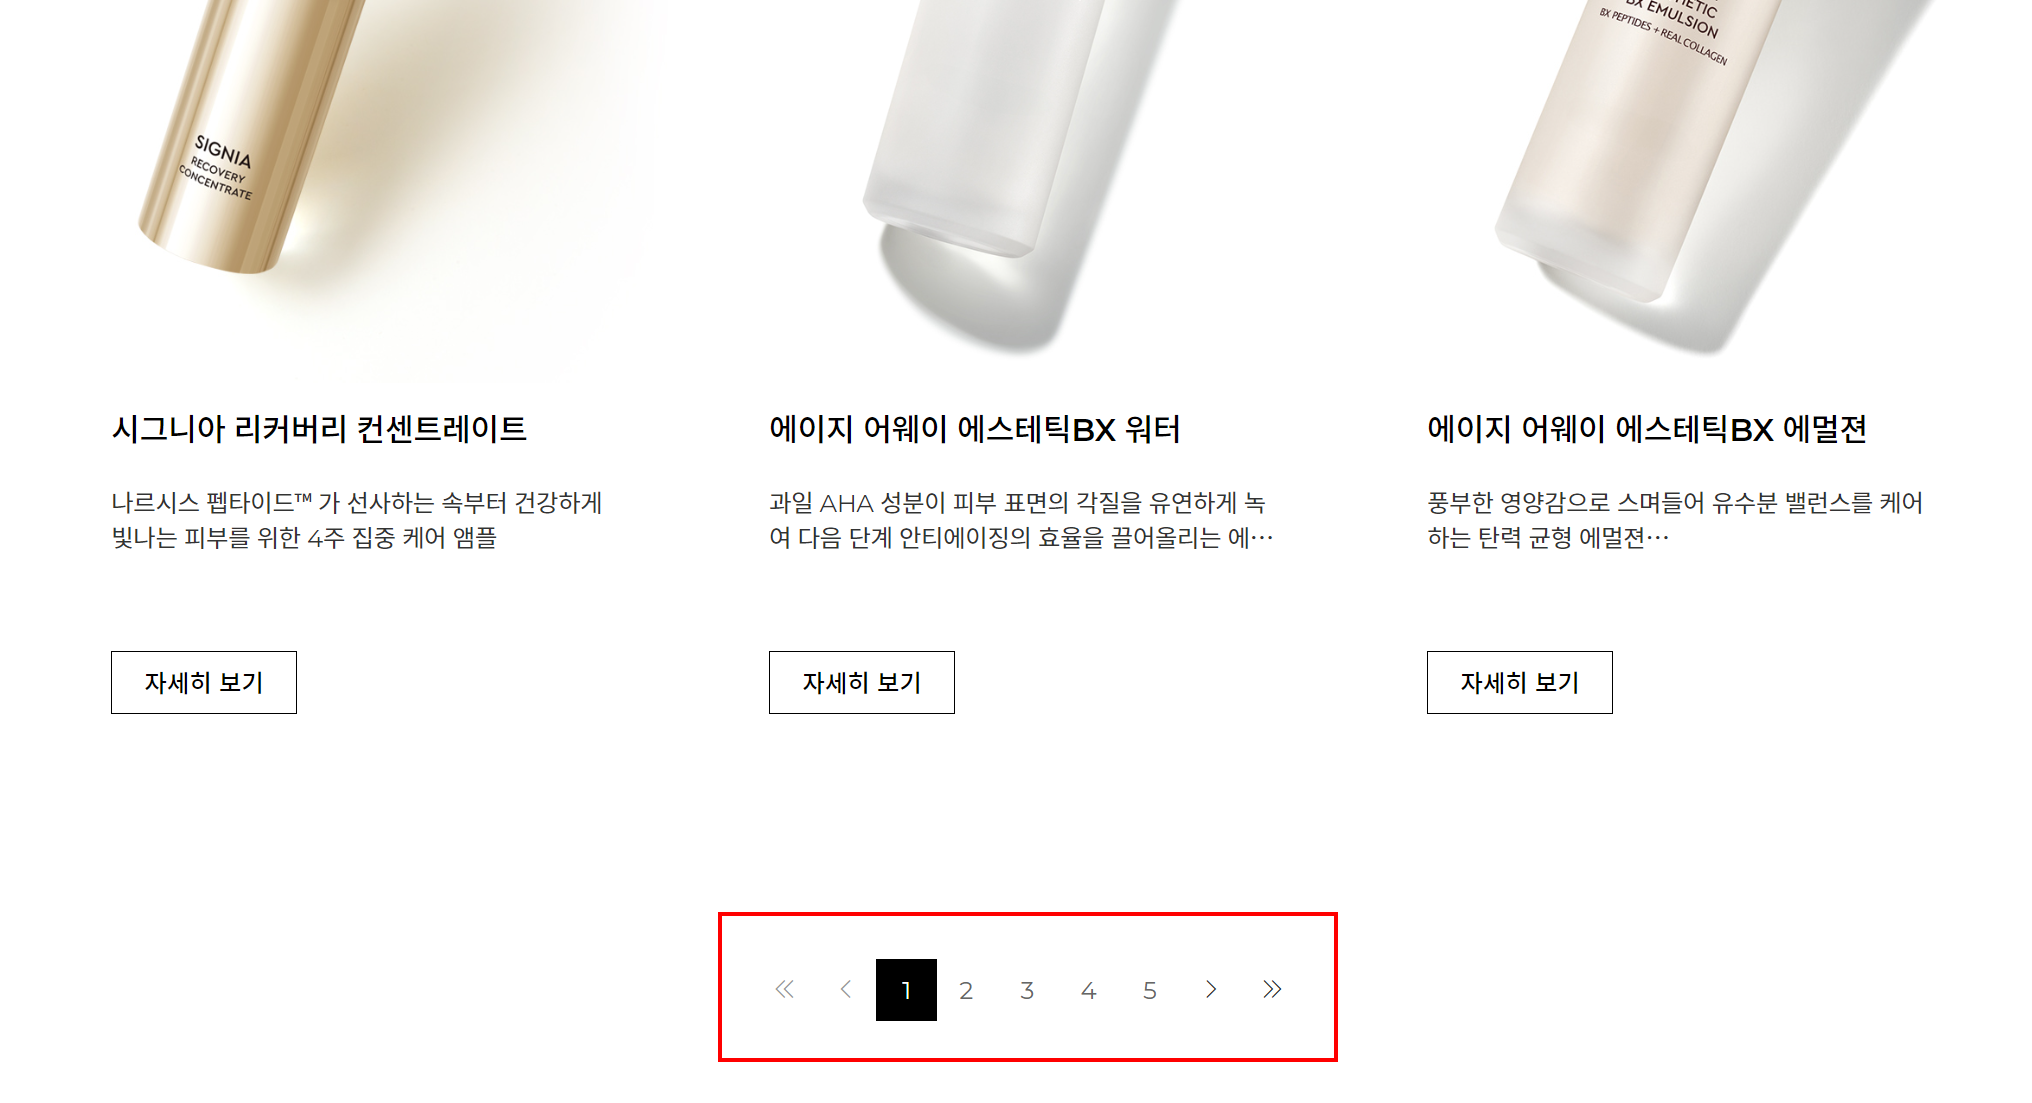 SIGNIA
RECOVERY
CONCENTRATE
BX EMULSION
BX PEPTIDES + REAL COLLAGEN
시그니아 리커버리 컨센트레이트
나르시스 펩타이드™ 가 선사하는 속부터 건강하게
빛나는 피부를 위한 4주 집중 케어 앰플
자세히 보기
에이지 어웨이 에스테틱BX 워터
과일 AHA 성분이 피부 표면의 각질을 유연하게 녹
여 다음 단계 안티에이징의 효율을 끌어올리는 에…
자세히 보기
에이지 어웨이 에스테틱BX 에멀젼
풍부한 영양감으로 스며들어 유수분 밸런스를 케어
하는 탄력 균형 에멀젼…
자세히 보기
1 2 3 4 5